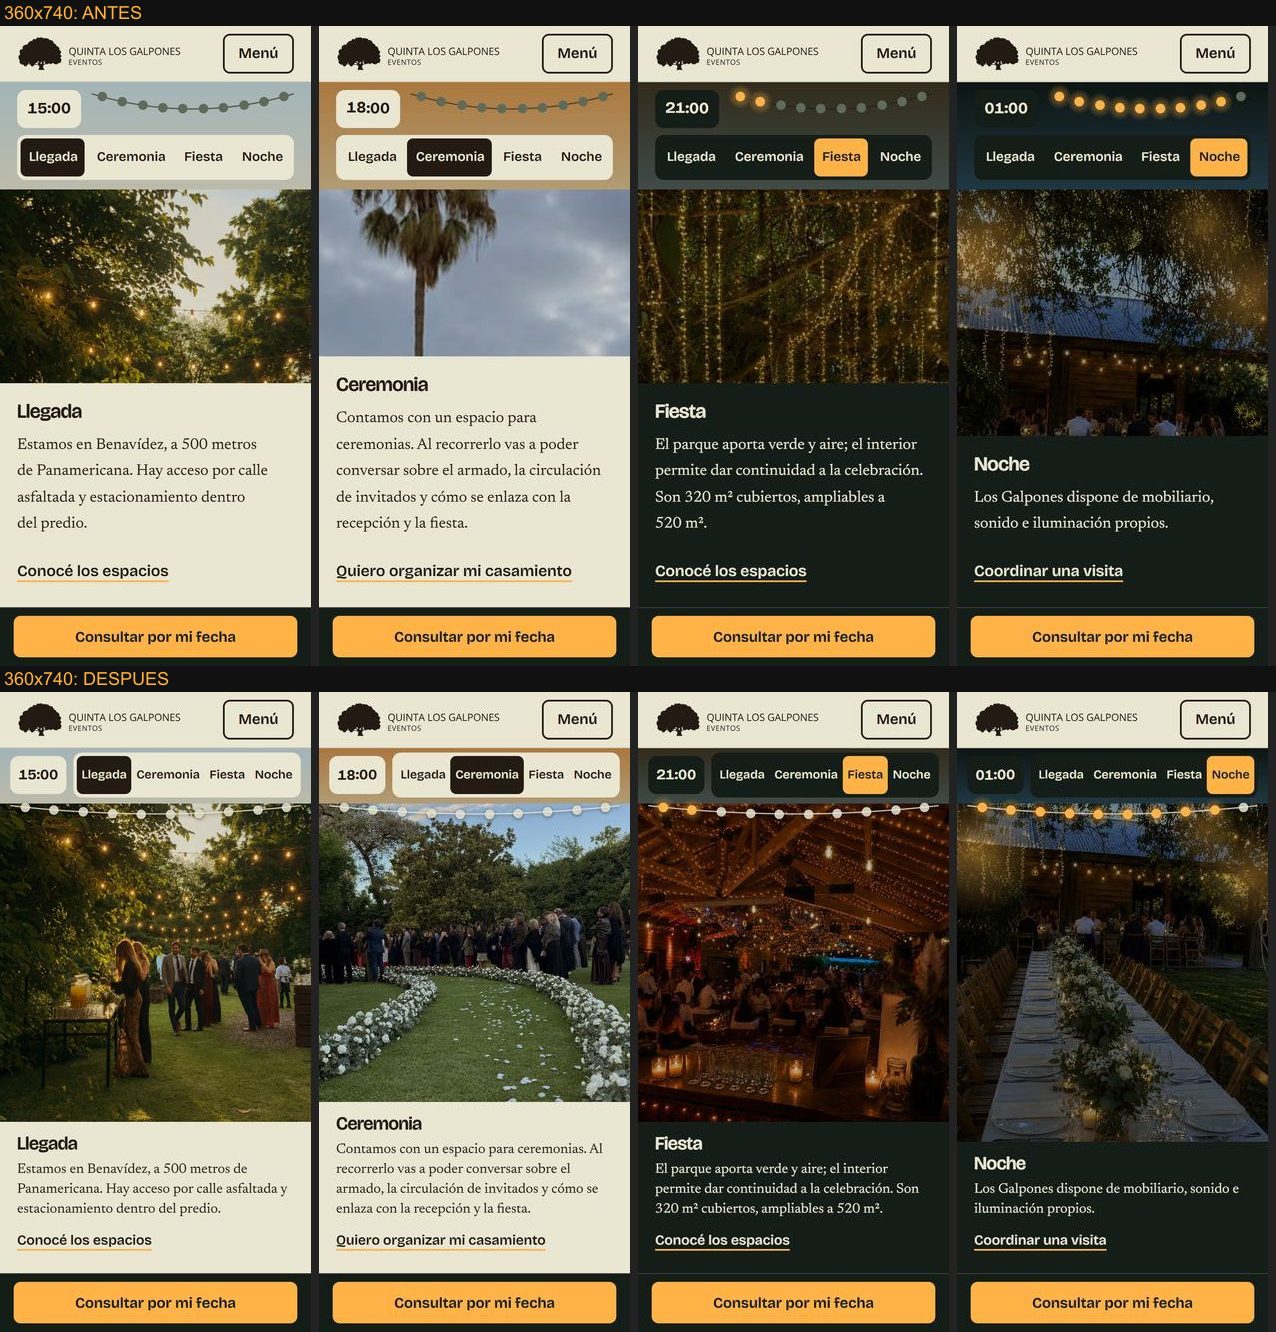 360x740: ANTES
QUINTA LOS GALPONES
EVENTOS
Menú
15:00
Llegada Ceremonia Fiesta Noche
Llegada
Estamos en Benavídez, a 500 metros
de Panamericana. Hay acceso por calle
asfaltada y estacionamiento dentro
del predio.
Conocé los espacios
Consultar por mi fecha
QUINTA LOS GALPONES
EVENTOS
Menú
18:00
Llegada Ceremonia Fiesta Noche
Ceremonia
Contamos con un espacio para
ceremonias. Al recorrerlo vas a poder
conversar sobre el armado, la circulación
de invitados y cómo se enlaza con la
recepción y la fiesta.
Quiero organizar mi casamiento
Consultar por mi fecha
QUINTA LOS GALPONES
EVENTOS
Menú
21:00
Llegada Ceremonia Fiesta Noche
Fiesta
El parque aporta verde y aire; el interior
permite dar continuidad a la celebración.
Son 320 m² cubiertos, ampliables a
520 m².
Conocé los espacios
Consultar por mi fecha
QUINTA LOS GALPONES
EVENTOS
Menú
01:00
Llegada Ceremonia Fiesta Noche
Noche
Los Galpones dispone de mobiliario,
sonido e iluminación propios.
Coordinar una visita
Consultar por mi fecha
360x740: DESPUES
QUINTA LOS GALPONES
EVENTOS
Menú
15:00
Llegada Ceremonia Fiesta Noche
Llegada
Estamos en Benavídez, a 500 metros de
Panamericana. Hay acceso por calle asfaltada y
estacionamiento dentro del predio.
Conocé los espacios
Consultar por mi fecha
QUINTA LOS GALPONES
EVENTOS
Menú
18:00
Llegada Ceremonia Fiesta Noche
Ceremonia
Contamos con un espacio para ceremonias. Al
recorrerlo vas a poder conversar sobre el
armado, la circulación de invitados y cómo se
enlaza con la recepción y la fiesta.
Quiero organizar mi casamiento
Consultar por mi fecha
QUINTA LOS GALPONES
EVENTOS
Menú
21:00
Llegada Ceremonia Fiesta Noche
Fiesta
El parque aporta verde y aire; el interior
permite dar continuidad a la celebración. Son
320 m² cubiertos, ampliables a 520 m².
Conocé los espacios
Consultar por mi fecha
QUINTA LOS GALPONES
EVENTOS
Menú
01:00
Llegada Ceremonia Fiesta Noche
Noche
Los Galpones dispone de mobiliario, sonido e
iluminación propios.
Coordinar una visita
Consultar por mi fecha